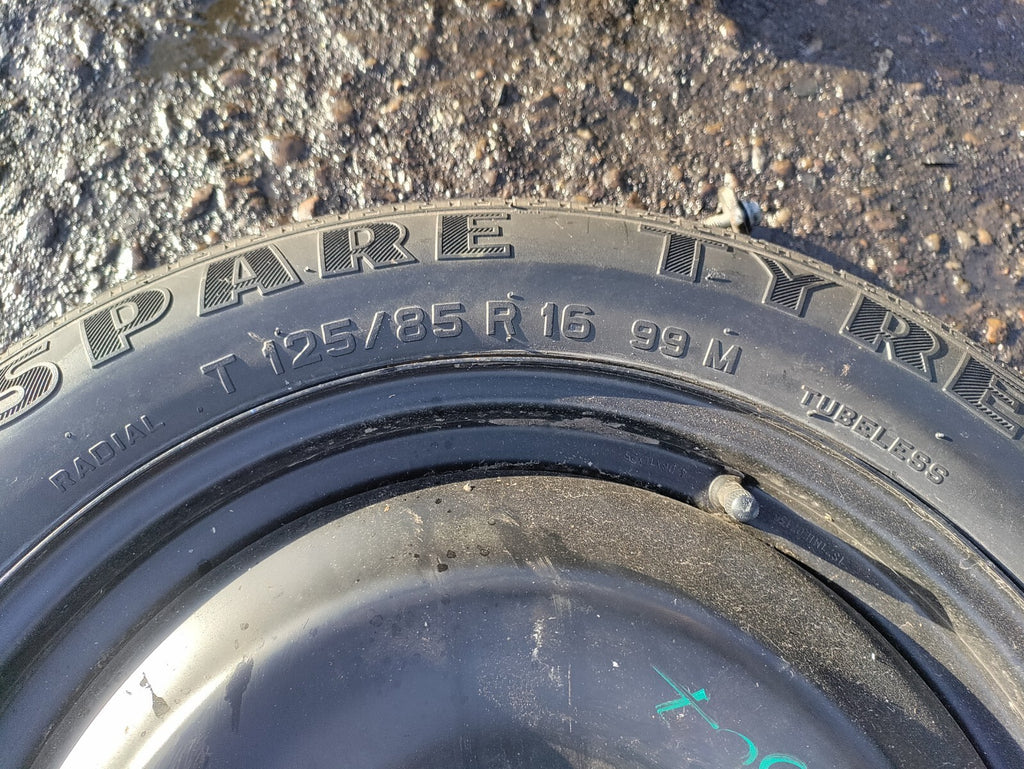 SPARE TYRE
T 125/85 R 16 99 M
RADIAL
TUBELESS